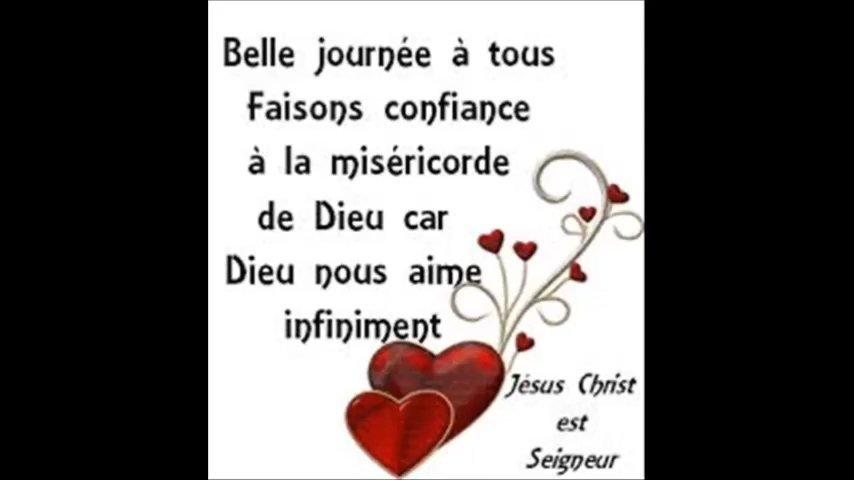 Belle journée à tous
Faisons confiance
à la miséricorde
de Dieu car
Dieu nous aime
infiniment
Jésus Christ
est
Seigneur